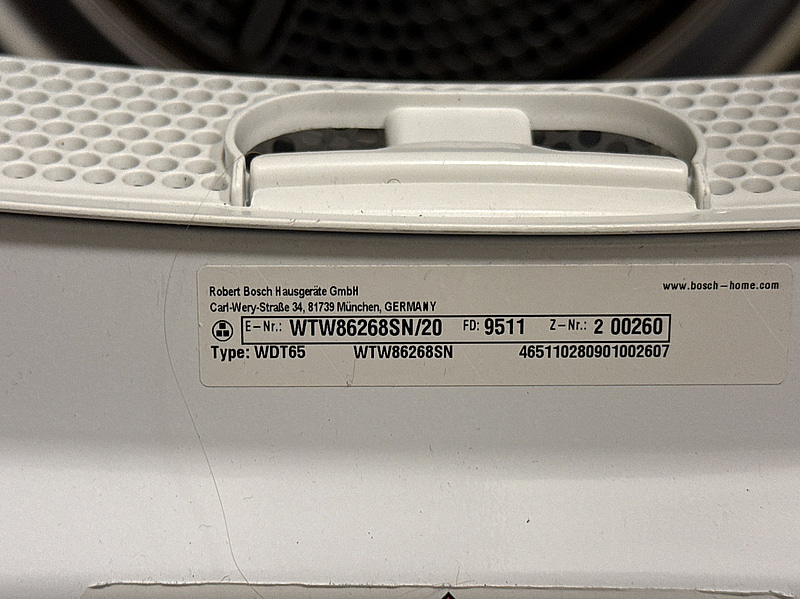 Robert Bosch Hausgeräte GmbH
www.bosch-home.com
Carl-Wery-Straße 34, 81739 München, GERMANY
E-Nr.: WTW86268SN/20 FD: 9511 Z-Nr.: 2 00260
Type: WDT65 WTW86268SN 465110280901002607